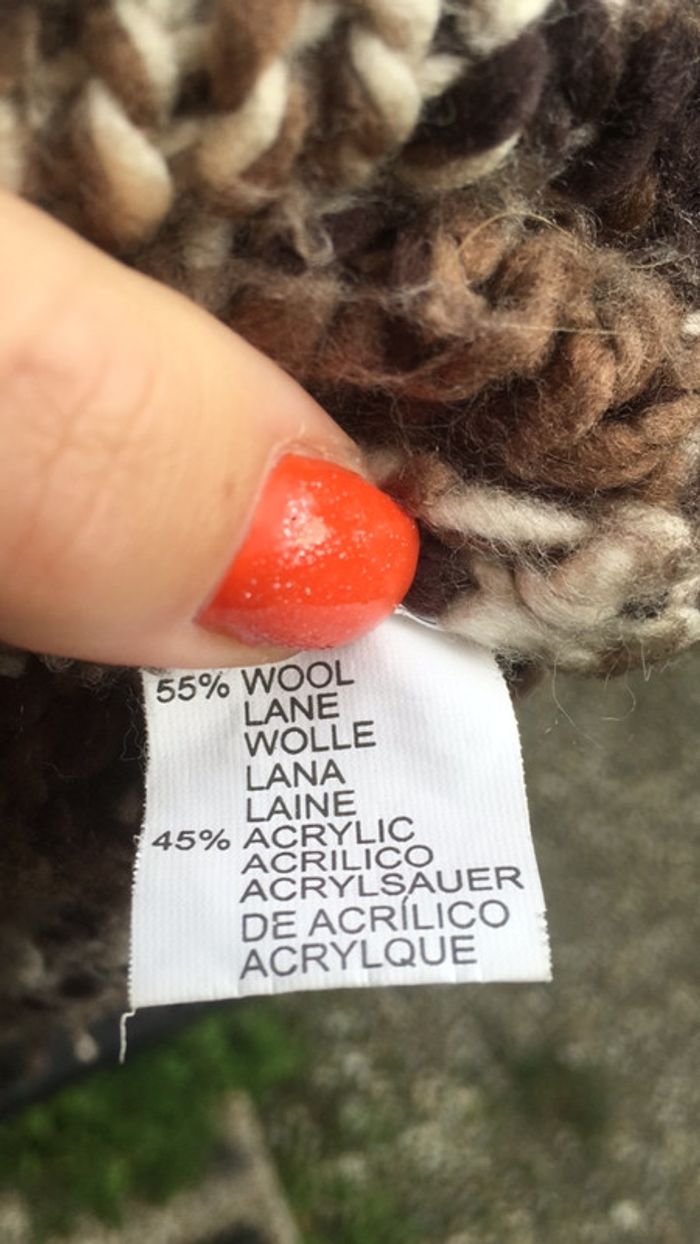 55% WOOL
LANE
WOLLE
LANA
LAINE
45% ACRYLIC
ACRILICO
ACRYLSAUER
DE ACRÍLICO
ACRYLQUE